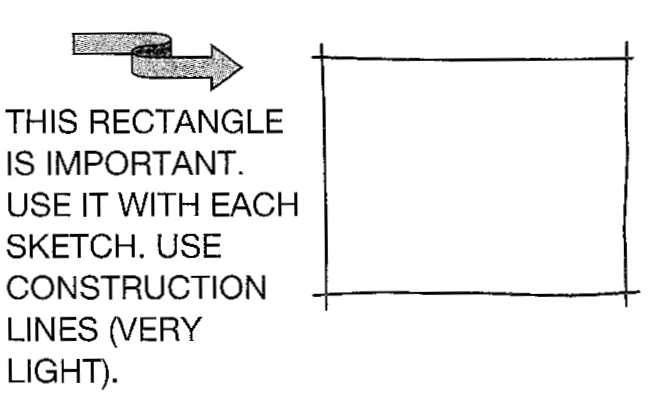 THIS RECTANGLE
IS IMPORTANT.
USE IT WITH EACH
SKETCH. USE
CONSTRUCTION
LINES (VERY
LIGHT).